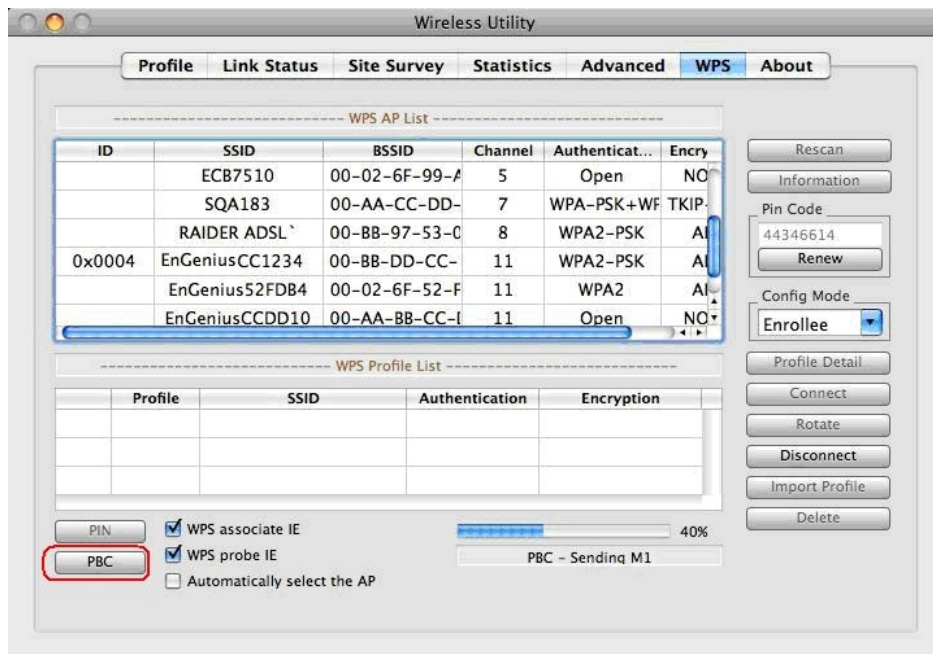 Wireless Utility
Profile Link Status Site Survey Statistics Advanced WPS About
WPS AP List
ID SSID BSSID Channel Authenticat... Encry
ECB7510 00-02-6F-99-A 5 Open NO
SQA183 00-AA-CC-DD- 7 WPA-PSK+WP TKIP-
RAIDER ADSL` 00-BB-97-53-0 8 WPA2-PSK AE
0x0004 EnGeniusCC1234 00-BB-DD-CC- 11 WPA2-PSK AE
EnGenius52FDB4 00-02-6F-52-F 11 WPA2 AE
EnGeniusCCDD10 00-AA-BB-CC-D 11 Open NO
WPS Profile List
Profile SSID Authentication Encryption
PIN
PBC
WPS associate IE
WPS probe IE
Automatically select the AP
40%
PBC - Sending M1
Rescan
Information
Pin Code
44346614
Renew
Config Mode
Enrollee
Profile Detail
Connect
Rotate
Disconnect
Import Profile
Delete